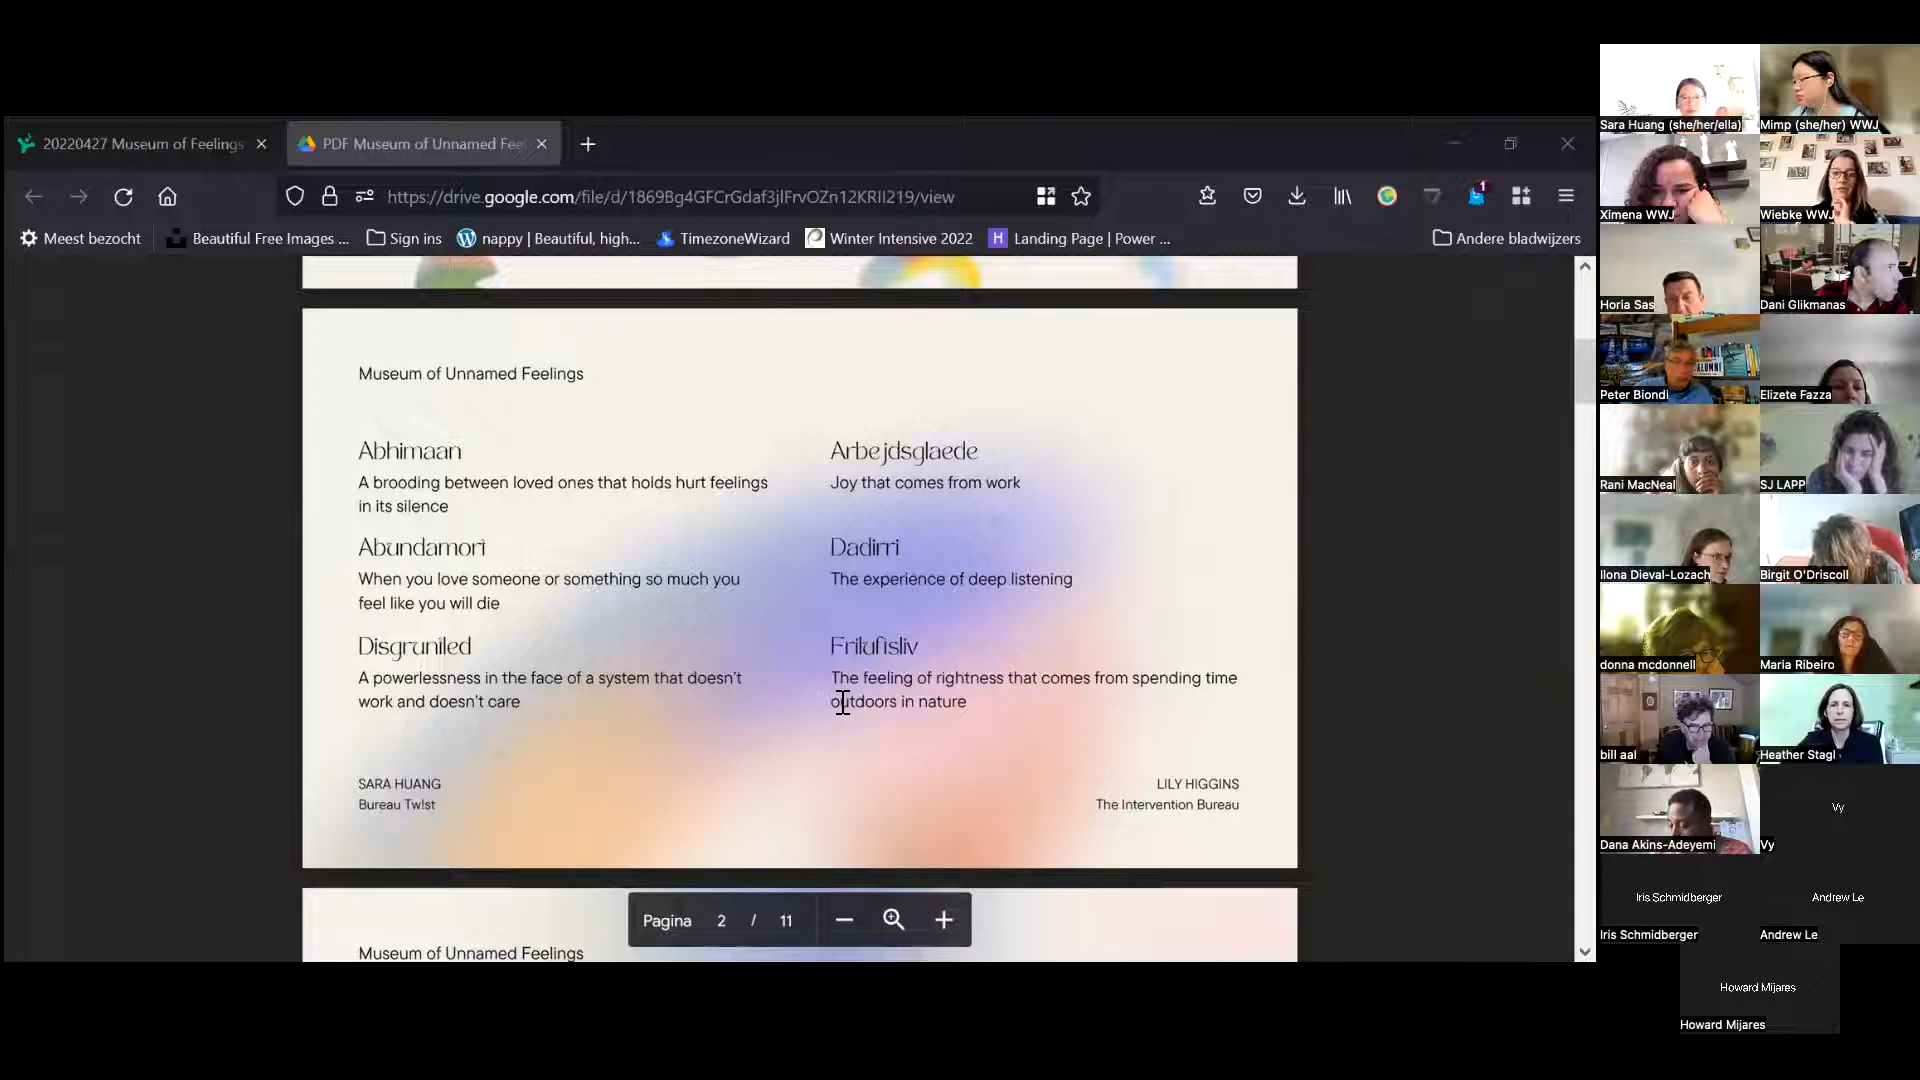 20220427 Museum of Feelings
PDF Museum of Unnamed Fee
https://drive.google.com/file/d/1869Bg4GFCrGdaf3jlFrvOZn12KRII219/view
1
Meest bezocht
Beautiful Free Images ...
Sign ins
nappy | Beautiful, high...
TimezoneWizard
Winter Intensive 2022
H
Landing Page | Power ...
Andere bladwijzers
Museum of Unnamed Feelings
Abhimaan
A brooding between loved ones that holds hurt feelings
in its silence
Abundamori
When you love someone or something so much you
feel like you will die
Disgruntled
A powerlessness in the face of a system that doesn't
work and doesn't care
Arbejdsglaede
Joy that comes from work
Dadirri
The experience of deep listening
Friluftsliv
The feeling of rightness that comes from spending time
outdoors in nature
SARA HUANG
Bureau Tw!st
LILY HIGGINS
The Intervention Bureau
Pagina 2 / 11
Museum of Unnamed Feelings
Sara Huang (she/her/ella)
Mimp (she/her) WWJ
Ximena WWJ
Wiebke WWJ
Horia Sas
Dani Glikmanas
ALUMNI
Peter Biondi
Elizete Fazza
Rani MacNeal
SJ LAPP
Ilona Dieval-Lozach
Birgit O'Driscoll
donna mcdonnell
Maria Ribeiro
bill aal
Heather Stagl
Dana Akins-Adeyemi
Vy
Vy
Iris Schmidberger
Andrew Le
Iris Schmidberger
Andrew Le
Howard Mijares
Howard Mijares